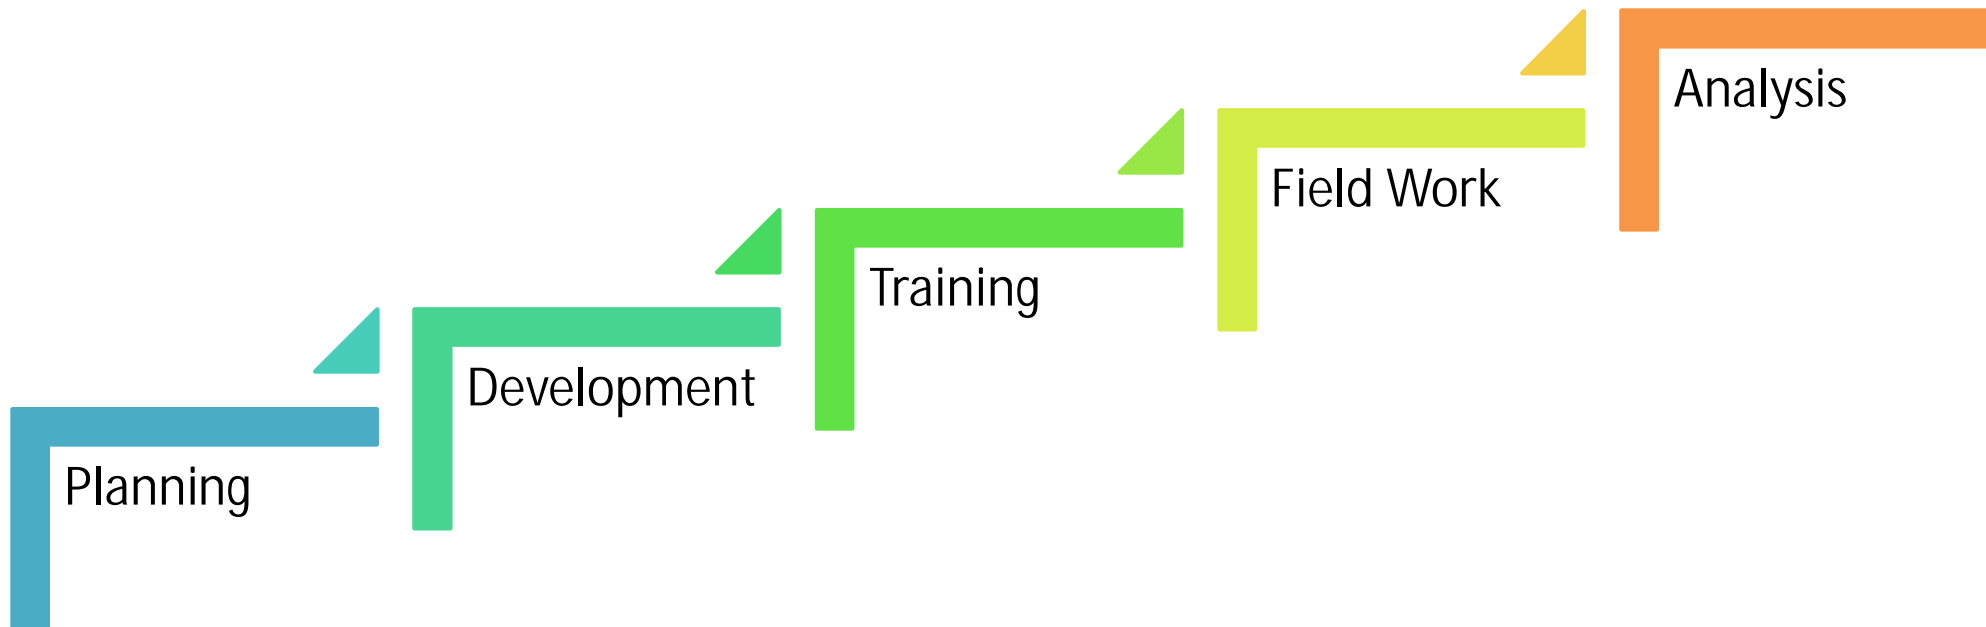 Planning
Development
Training
Field Work
Analysis